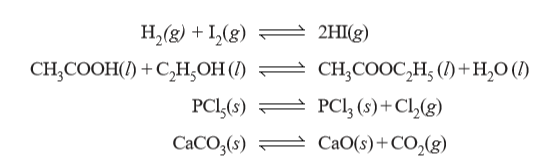 H₂(g) + I₂(g) ⇌ 2HI(g)
CH₃COOH(l) + C₂H₅OH (l) ⇌ CH₃COOC₂H₅ (l) + H₂O (l)
PCl₅(s) ⇌ PCl₃ (s) + Cl₂(g)
CaCO₃(s) ⇌ CaO(s) + CO₂(g)